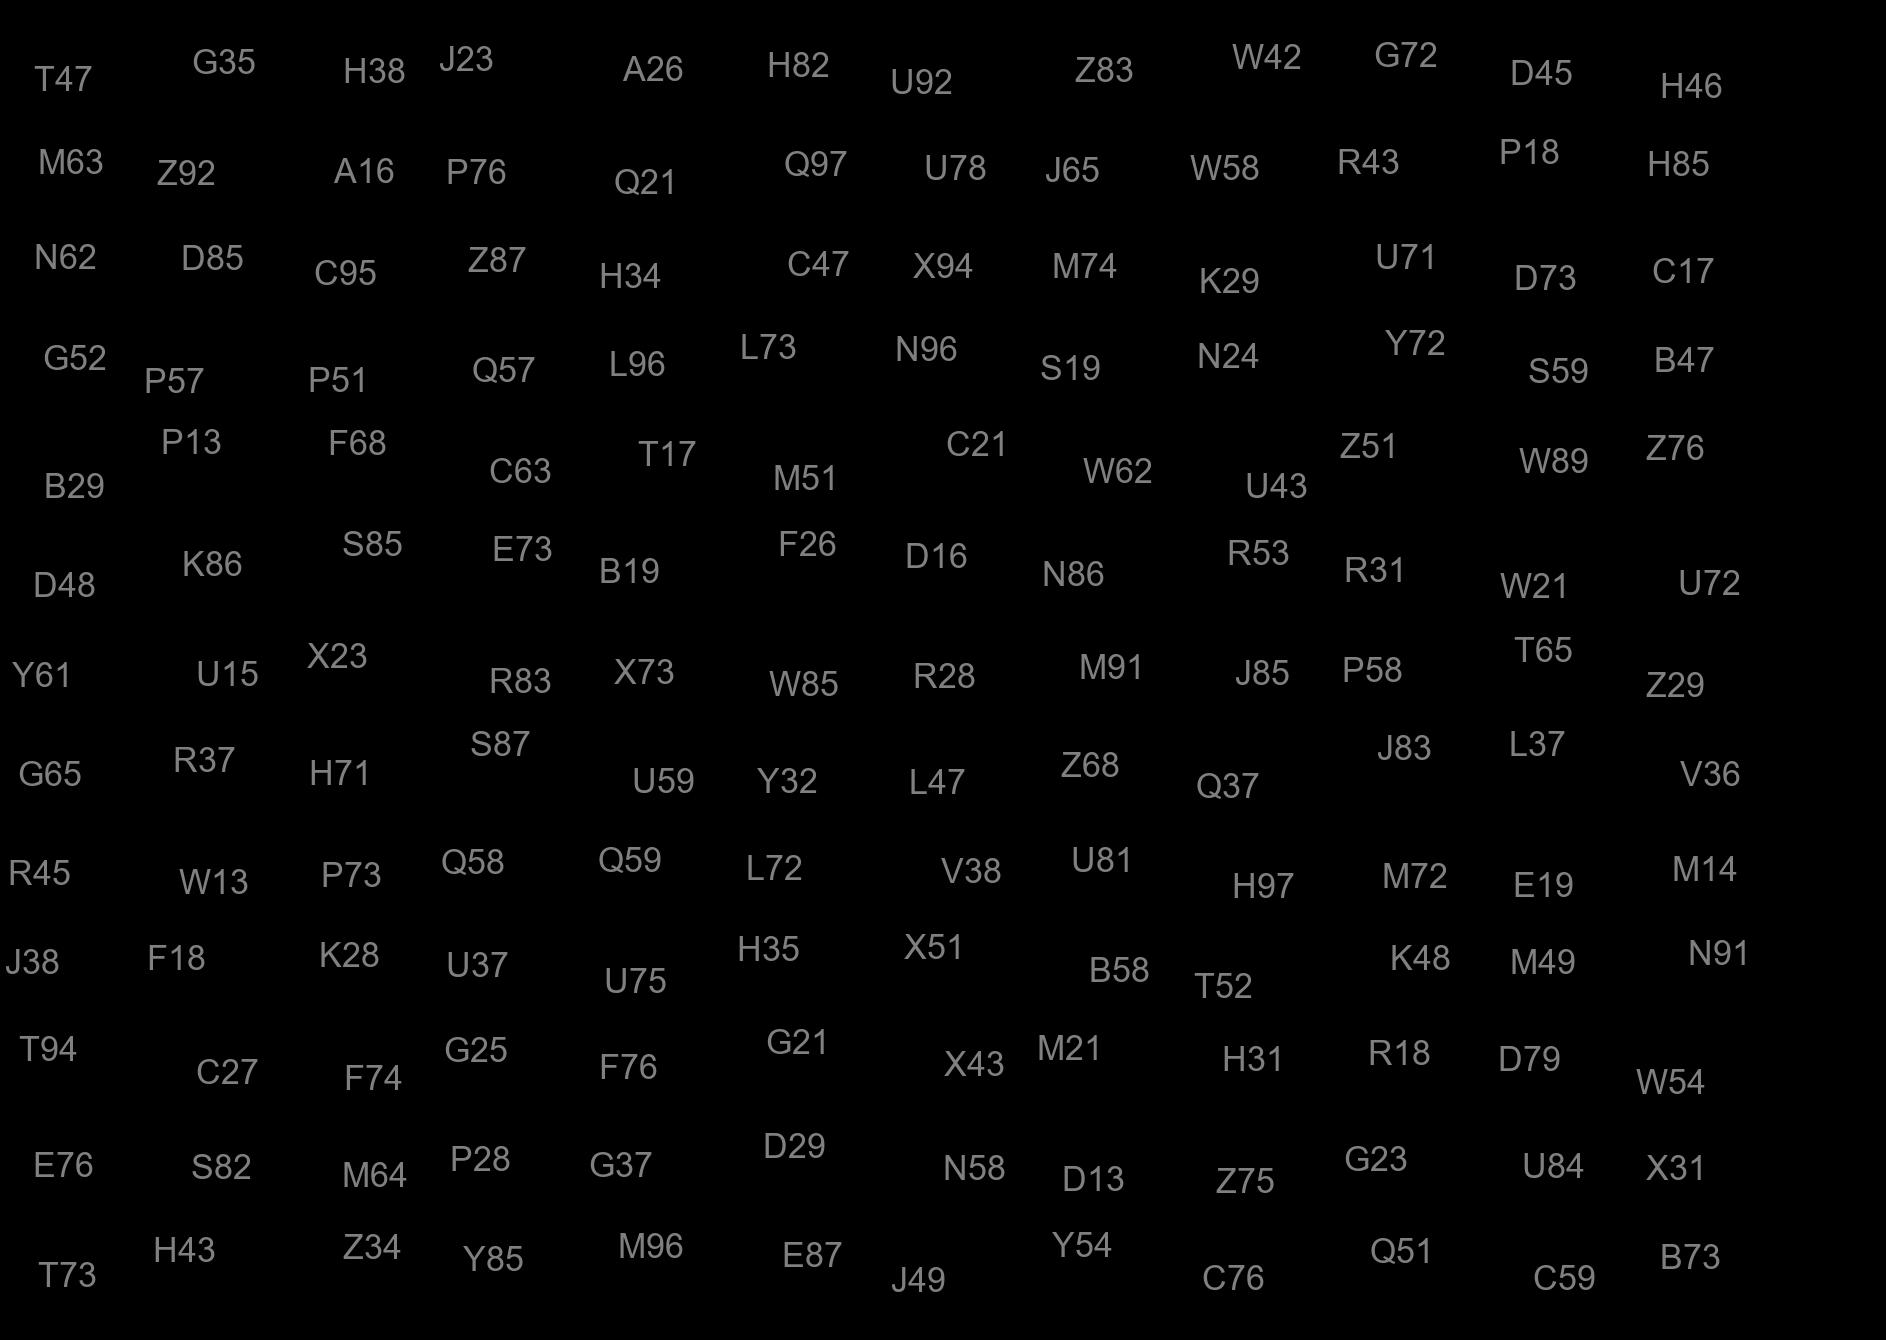 T47 G35 H38 J23 A26 H82 U92 Z83 W42 G72 D45 H46
M63 Z92 A16 P76 Q21 Q97 U78 J65 W58 R43 P18 H85
N62 D85 C95 Z87 H34 C47 X94 M74 K29 U71 D73 C17
G52 P57 P51 Q57 L96 L73 N96 S19 N24 Y72 S59 B47
B29 P13 F68 C63 T17 M51 C21 W62 U43 Z51 W89 Z76
D48 K86 S85 E73 B19 F26 D16 N86 R53 R31 W21 U72
Y61 U15 X23 R83 X73 W85 R28 M91 J85 P58 T65 Z29
G65 R37 H71 S87 U59 Y32 L47 Z68 Q37 J83 L37 V36
R45 W13 P73 Q58 Q59 L72 V38 U81 H97 M72 E19 M14
J38 F18 K28 U37 U75 H35 X51 B58 T52 K48 M49 N91
T94 C27 F74 G25 F76 G21 X43 M21 H31 R18 D79 W54
E76 S82 M64 P28 G37 D29 N58 D13 Z75 G23 U84 X31
T73 H43 Z34 Y85 M96 E87 J49 Y54 C76 Q51 C59 B73